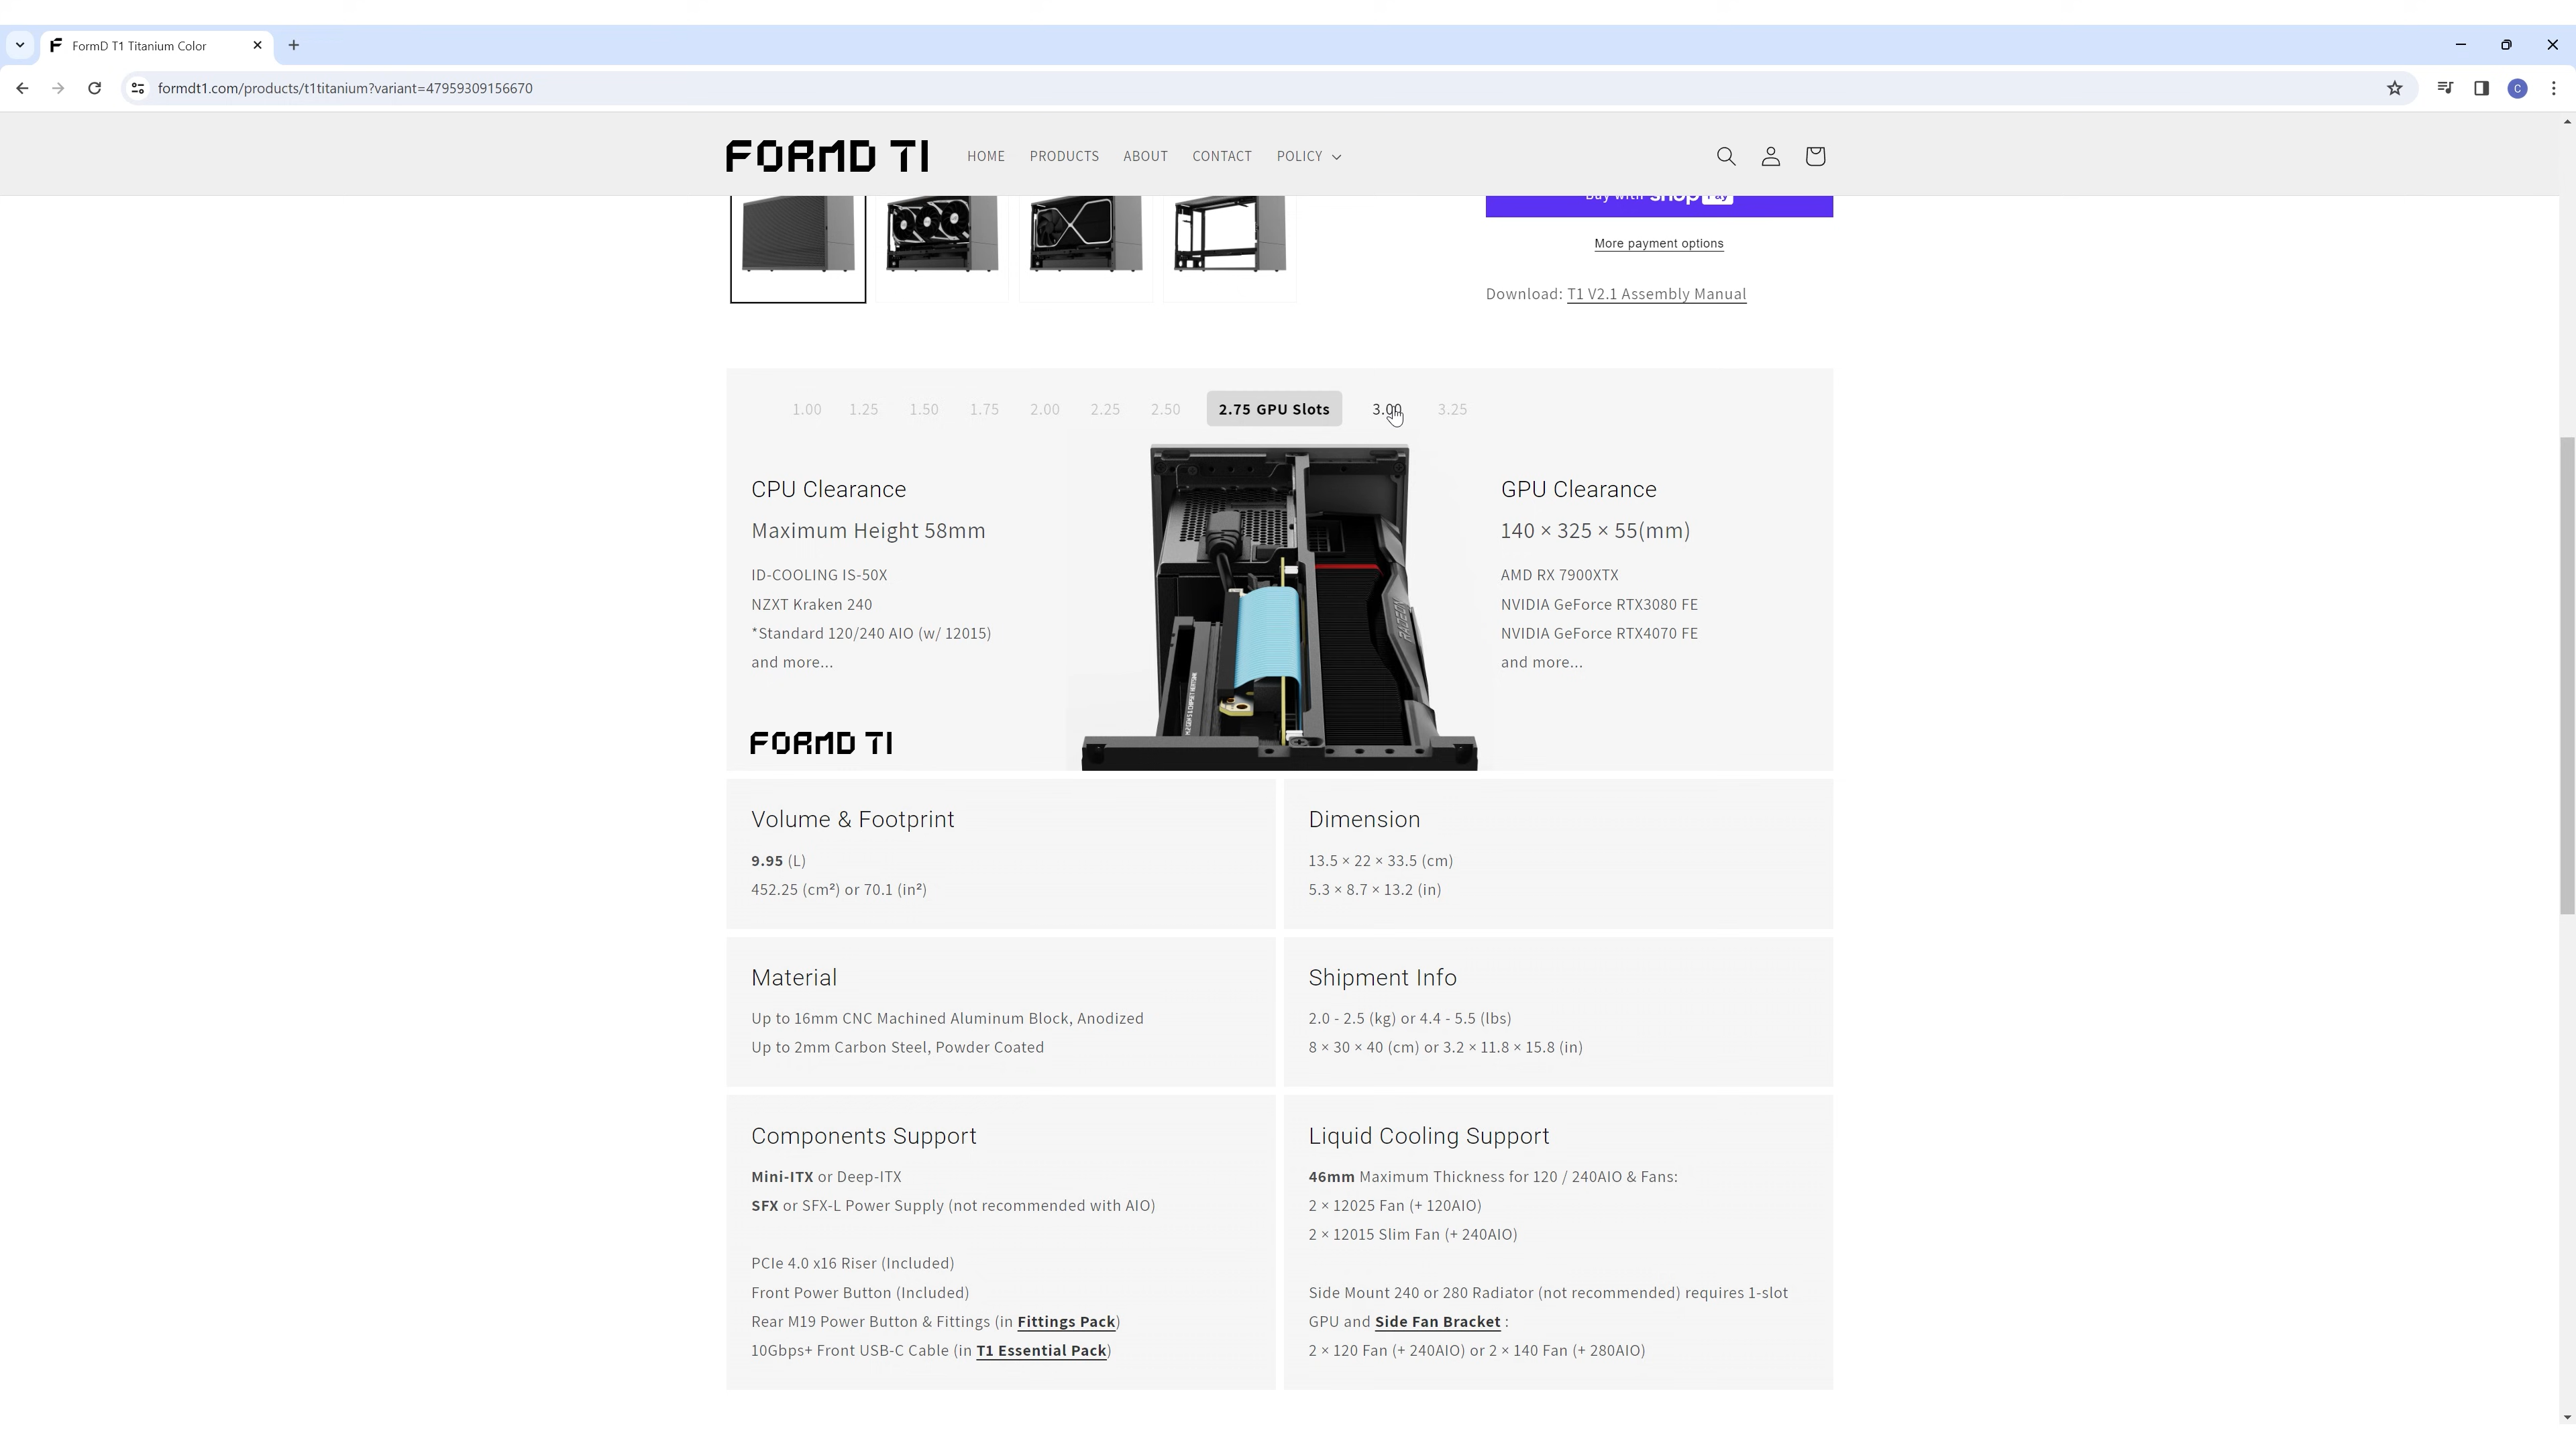 FormD T1 Titanium Color
formdt1.com/products/t1titanium?variant=47959309156670
C
FORMD T1
HOME
PRODUCTS
ABOUT
CONTACT
POLICY
Buy with shop Pay
More payment options
Download: T1 V2.1 Assembly Manual
1.00
1.25
1.50
1.75
2.00
2.25
2.50
2.75 GPU Slots
3.00
3.25
CPU Clearance
Maximum Height 58mm
ID-COOLING IS-50X
NZXT Kraken 240
*Standard 120/240 AIO (w/ 12015)
and more...
RADEON
GPU Clearance
140 × 325 × 55(mm)
AMD RX 7900XTX
NVIDIA GeForce RTX3080 FE
NVIDIA GeForce RTX4070 FE
and more...
FORMD T1
Volume & Footprint
9.95 (L)
452.25 (cm²) or 70.1 (in²)
Dimension
13.5 × 22 × 33.5 (cm)
5.3 × 8.7 × 13.2 (in)
Material
Up to 16mm CNC Machined Aluminum Block, Anodized
Up to 2mm Carbon Steel, Powder Coated
Shipment Info
2.0 - 2.5 (kg) or 4.4 - 5.5 (lbs)
8 × 30 × 40 (cm) or 3.2 × 11.8 × 15.8 (in)
Components Support
Mini-ITX or Deep-ITX
SFX or SFX-L Power Supply (not recommended with AIO)
PCIe 4.0 x16 Riser (Included)
Front Power Button (Included)
Rear M19 Power Button & Fittings (in Fittings Pack)
10Gbps+ Front USB-C Cable (in T1 Essential Pack)
Liquid Cooling Support
46mm Maximum Thickness for 120 / 240AIO & Fans:
2 × 12025 Fan (+ 120AIO)
2 × 12015 Slim Fan (+ 240AIO)
Side Mount 240 or 280 Radiator (not recommended) requires 1-slot
GPU and Side Fan Bracket :
2 × 120 Fan (+ 240AIO) or 2 × 140 Fan (+ 280AIO)